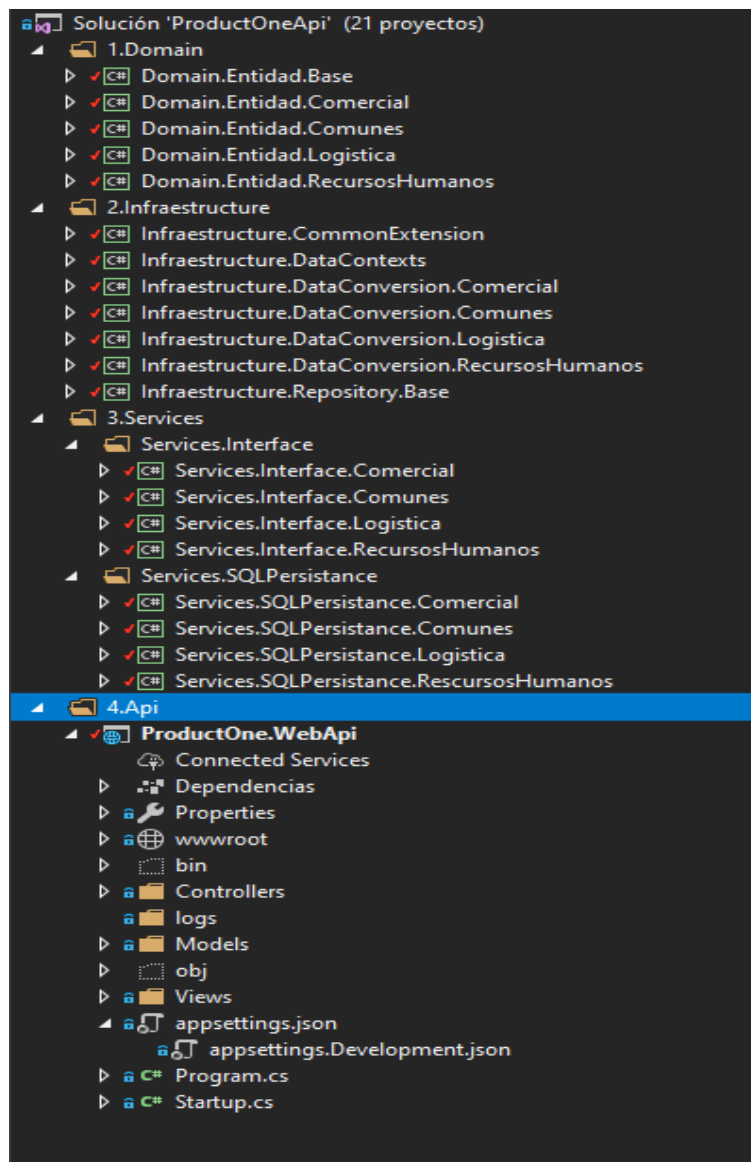 Solución 'ProductOneApi' (21 proyectos)
1.Domain
C# Domain.Entidad.Base
C# Domain.Entidad.Comercial
C# Domain.Entidad.Comunes
C# Domain.Entidad.Logistica
C# Domain.Entidad.RecursosHumanos
2.Infraestructure
C# Infraestructure.CommonExtension
C# Infraestructure.DataContexts
C# Infraestructure.DataConversion.Comercial
C# Infraestructure.DataConversion.Comunes
C# Infraestructure.DataConversion.Logistica
C# Infraestructure.DataConversion.RecursosHumanos
C# Infraestructure.Repository.Base
3.Services
Services.Interface
C# Services.Interface.Comercial
C# Services.Interface.Comunes
C# Services.Interface.Logistica
C# Services.Interface.RecursosHumanos
Services.SQLPersistance
C# Services.SQLPersistance.Comercial
C# Services.SQLPersistance.Comunes
C# Services.SQLPersistance.Logistica
C# Services.SQLPersistance.RescursosHumanos
4.Api
ProductOne.WebApi
Connected Services
Dependencias
Properties
wwwroot
bin
Controllers
logs
Models
obj
Views
appsettings.json
appsettings.Development.json
C# Program.cs
C# Startup.cs